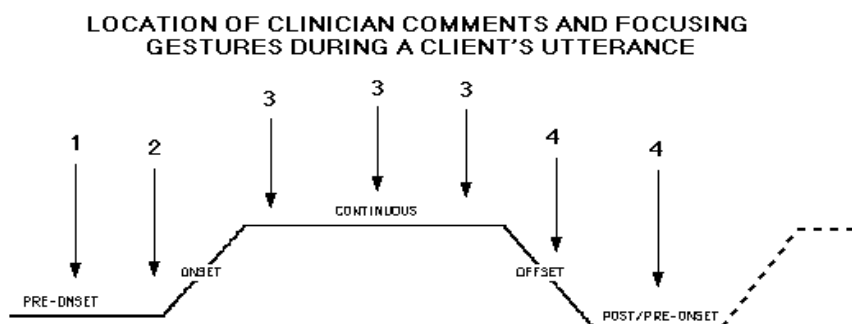 LOCATION OF CLINICIAN COMMENTS AND FOCUSING
GESTURES DURING A CLIENT'S UTTERANCE
3 3 3
1 2 4 4
CONTINUOUS
ONSET OFFSET
PRE-ONSET POST/PRE-ONSET